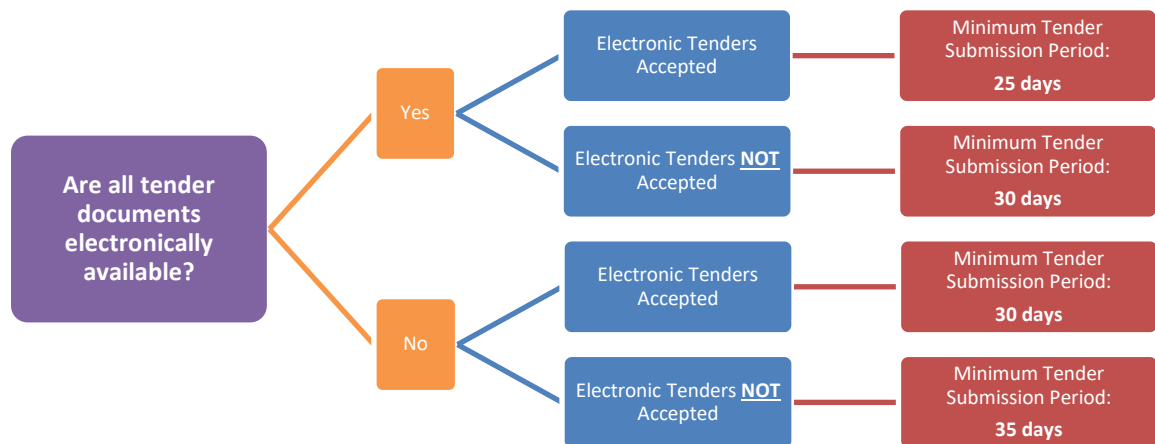 Are all tender
documents
electronically
available?
Yes
Electronic Tenders
Accepted
Minimum Tender
Submission Period:
25 days
Electronic Tenders NOT
Accepted
Minimum Tender
Submission Period:
30 days
No
Electronic Tenders
Accepted
Minimum Tender
Submission Period:
30 days
Electronic Tenders NOT
Accepted
Minimum Tender
Submission Period:
35 days